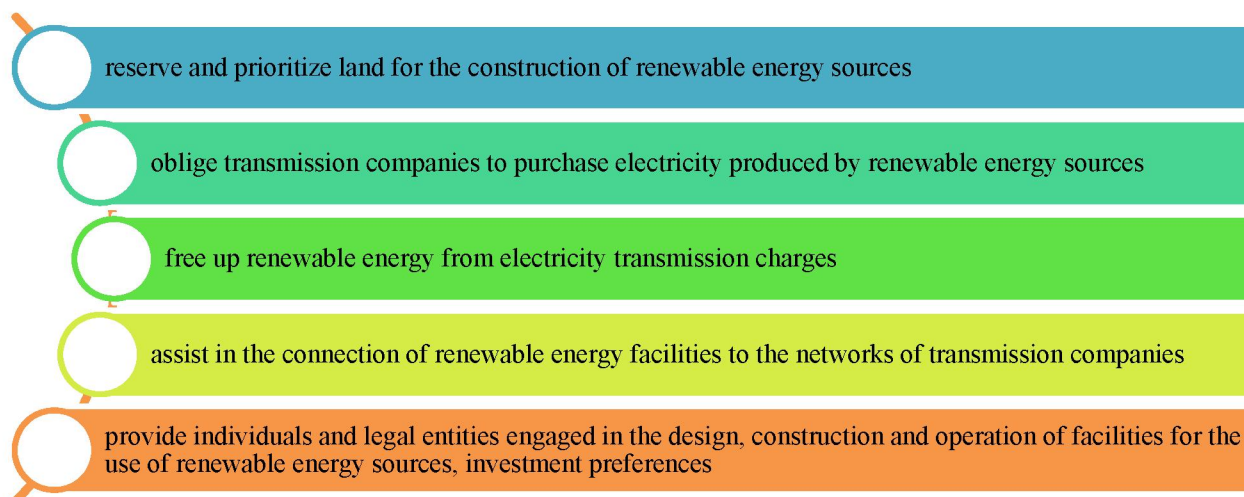 reserve and prioritize land for the construction of renewable energy sources
oblige transmission companies to purchase electricity produced by renewable energy sources
free up renewable energy from electricity transmission charges
assist in the connection of renewable energy facilities to the networks of transmission companies
provide individuals and legal entities engaged in the design, construction and operation of facilities for the
use of renewable energy sources, investment preferences